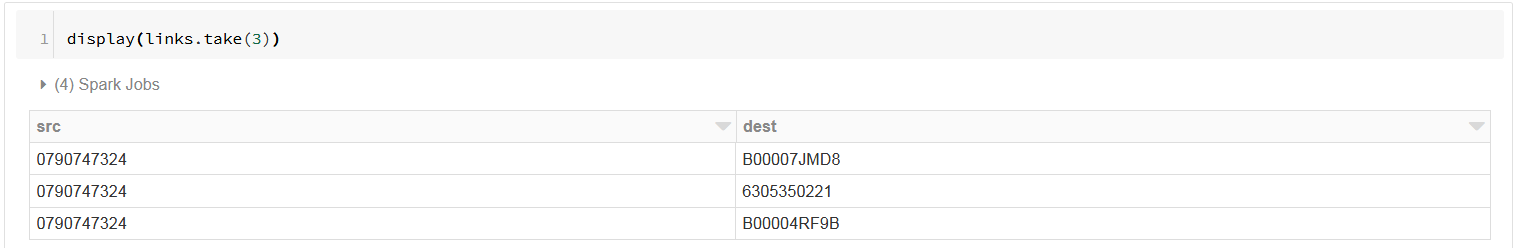 1 display(links.take(3))
(4) Spark Jobs
src dest
0790747324 B00007JMD8
0790747324 6305350221
0790747324 B00004RF9B